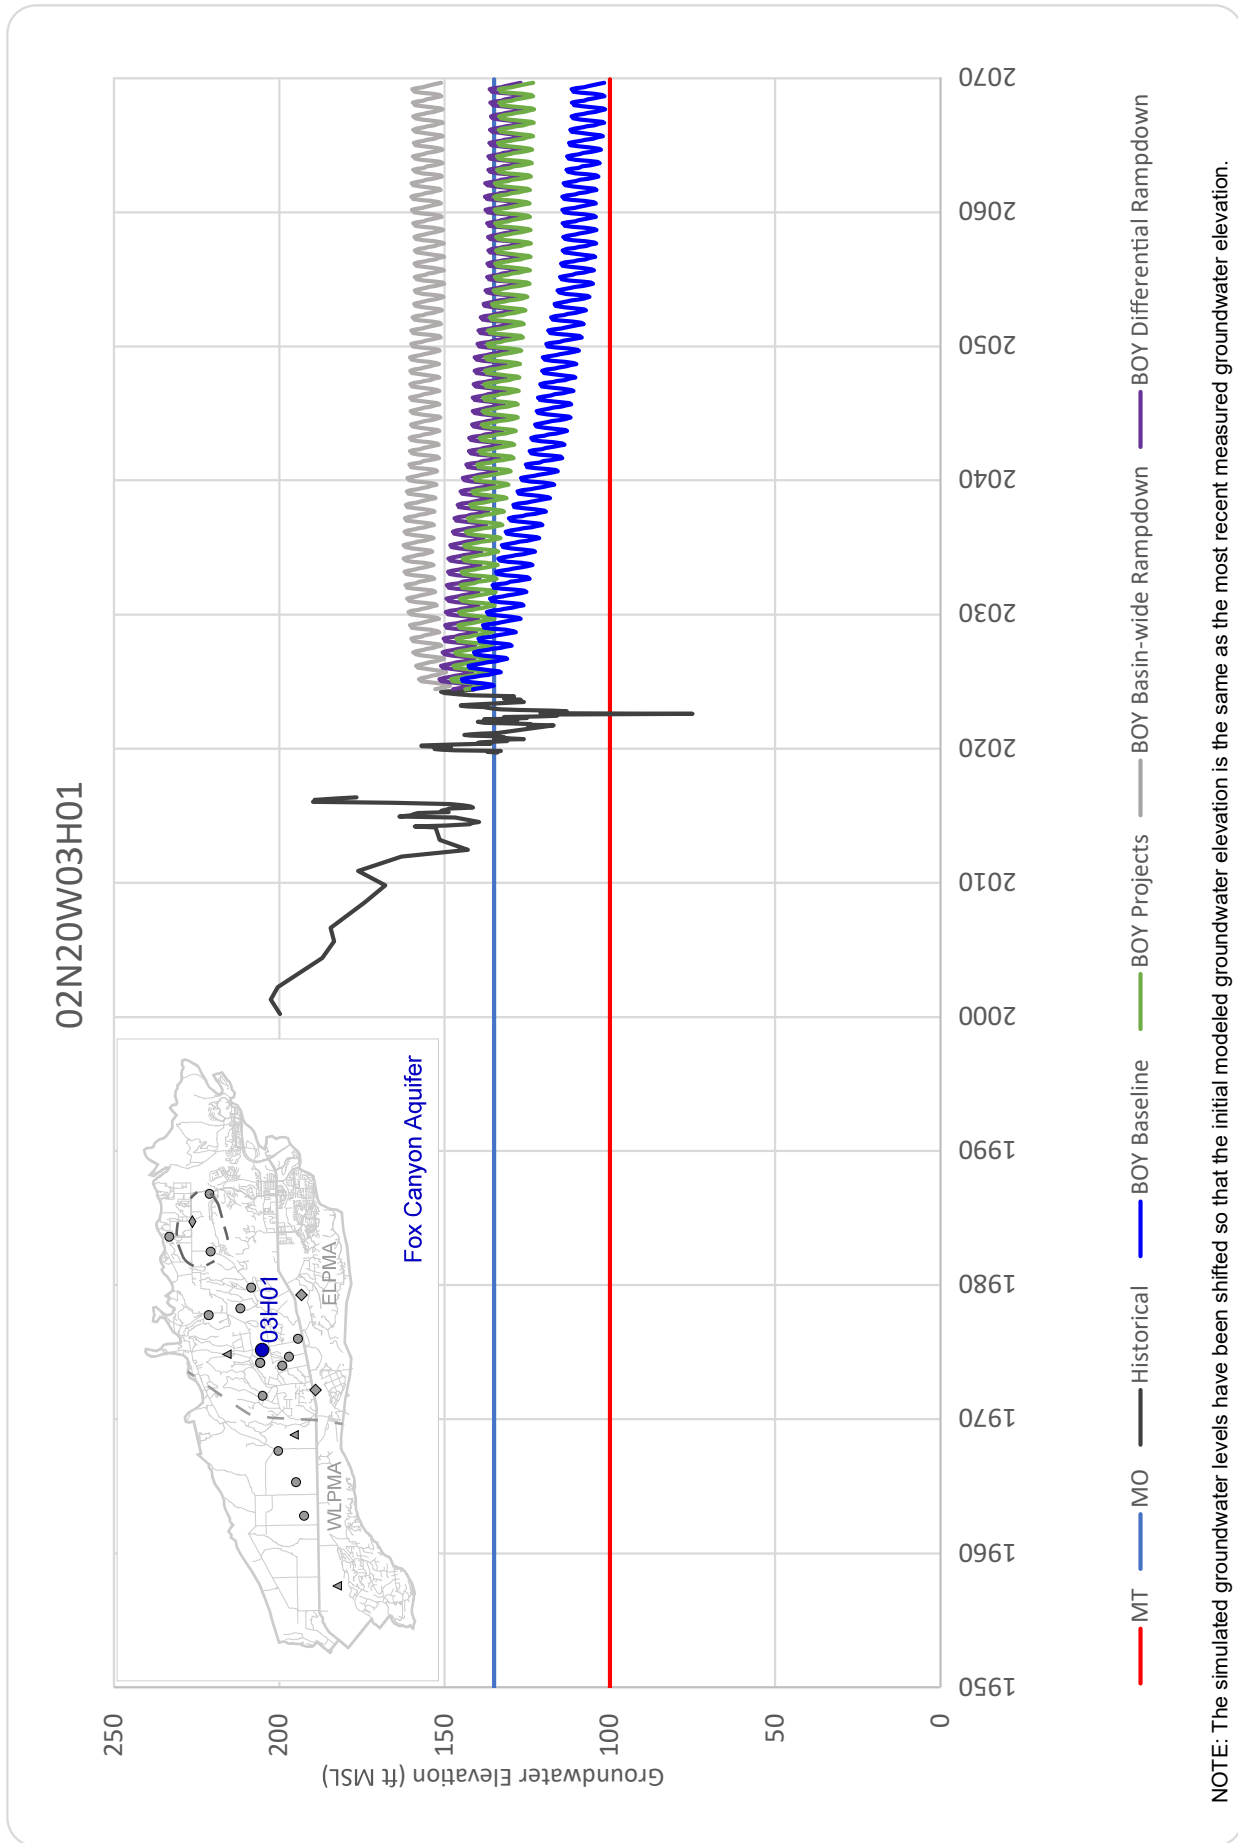 02N20W03H01
250
200
150
100
50
0
Groundwater Elevation (ft MSL)
1950
1960
1970
1980
1990
2000
2010
2020
2030
2040
2050
2060
2070
WLPMA
ELPMA
03H01
Fox Canyon Aquifer
MT
MO
Historical
BOY Baseline
BOY Projects
BOY Basin-wide Rampdown
BOY Differential Rampdown
NOTE: The simulated groundwater levels have been shifted so that the initial modeled groundwater elevation is the same as the most recent measured groundwater elevation.